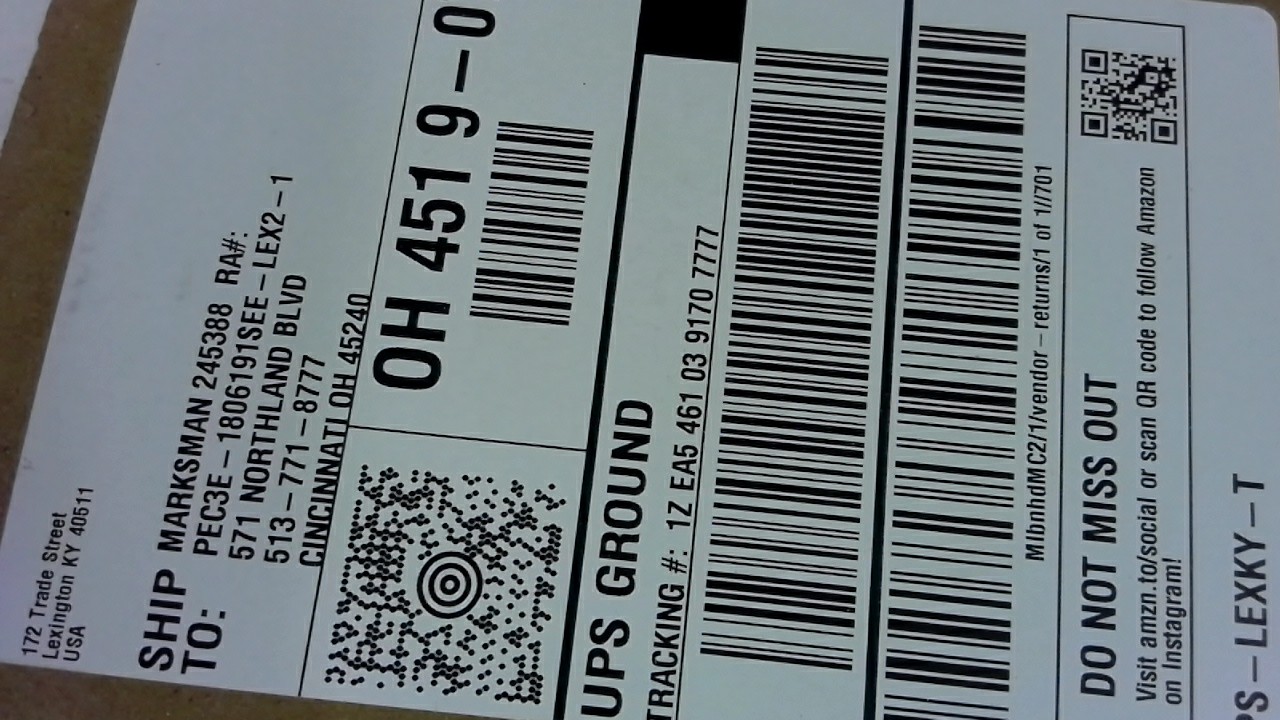 172 Trade Street
Lexington KY 40511
USA
SHIP
TO:
MARKSMAN 245388 RA#:
PEC3E-1806191SEE-LEX2-1
571 NORTHLAND BLVD
513-771-8777
CINCINNATI OH 45240
OH 451 9-0
UPS GROUND
TRACKING #: 1Z EA5 461 03 9170 7777
MIbnhdMC2/1/vendor-returns/1 of 1//701
DO NOT MISS OUT
Visit amzn.to/social or scan QR code to follow Amazon
on Instagram!
PS-LEXKY-T